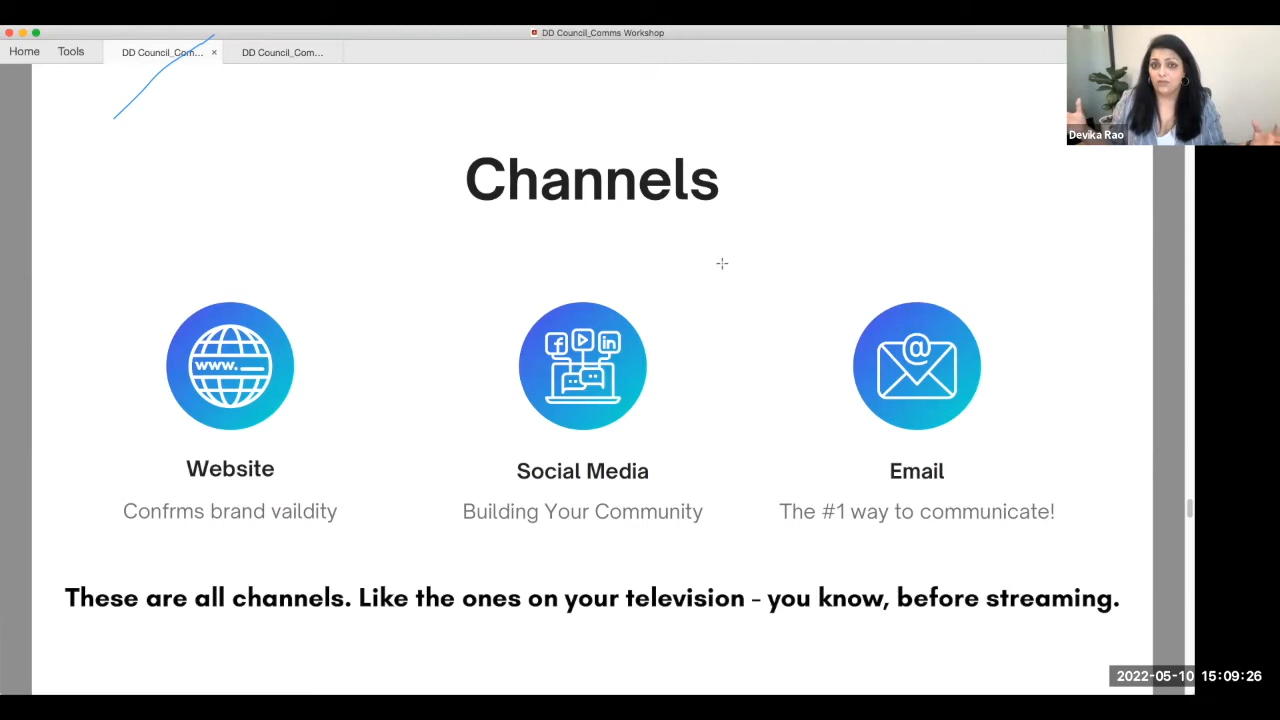 DD Council_Comms Workshop
Home Tools DD Council_Com... × DD Council_Com...
Devika Rao
Channels
www.
f in
@
Website Social Media Email
Confrms brand vaildity Building Your Community The #1 way to communicate!
These are all channels. Like the ones on your television - you know, before streaming.
2022-05-10 15:09:26